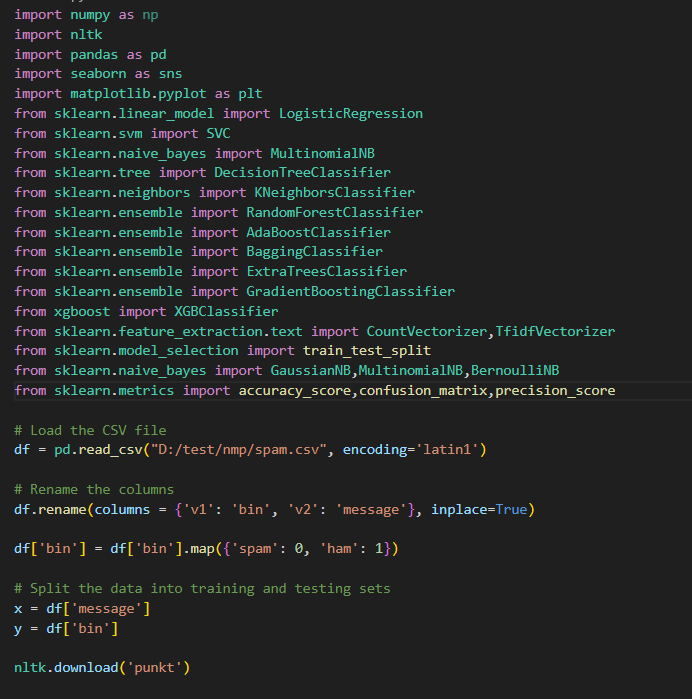 import numpy as np
import nltk
import pandas as pd
import seaborn as sns
import matplotlib.pyplot as plt
from sklearn.linear_model import LogisticRegression
from sklearn.svm import SVC
from sklearn.naive_bayes import MultinomialNB
from sklearn.tree import DecisionTreeClassifier
from sklearn.neighbors import KNeighborsClassifier
from sklearn.ensemble import RandomForestClassifier
from sklearn.ensemble import AdaBoostClassifier
from sklearn.ensemble import BaggingClassifier
from sklearn.ensemble import ExtraTreesClassifier
from sklearn.ensemble import GradientBoostingClassifier
from xgboost import XGBClassifier
from sklearn.feature_extraction.text import CountVectorizer,TfidfVectorizer
from sklearn.model_selection import train_test_split
from sklearn.naive_bayes import GaussianNB,MultinomialNB,BernoulliNB
from sklearn.metrics import accuracy_score,confusion_matrix,precision_score
# Load the CSV file
df = pd.read_csv("D:/test/nmp/spam.csv", encoding='latin1')
# Rename the columns
df.rename(columns = {'v1': 'bin', 'v2': 'message'}, inplace=True)
df['bin'] = df['bin'].map({'spam': 0, 'ham': 1})
# Split the data into training and testing sets
x = df['message']
y = df['bin']
nltk.download('punkt')